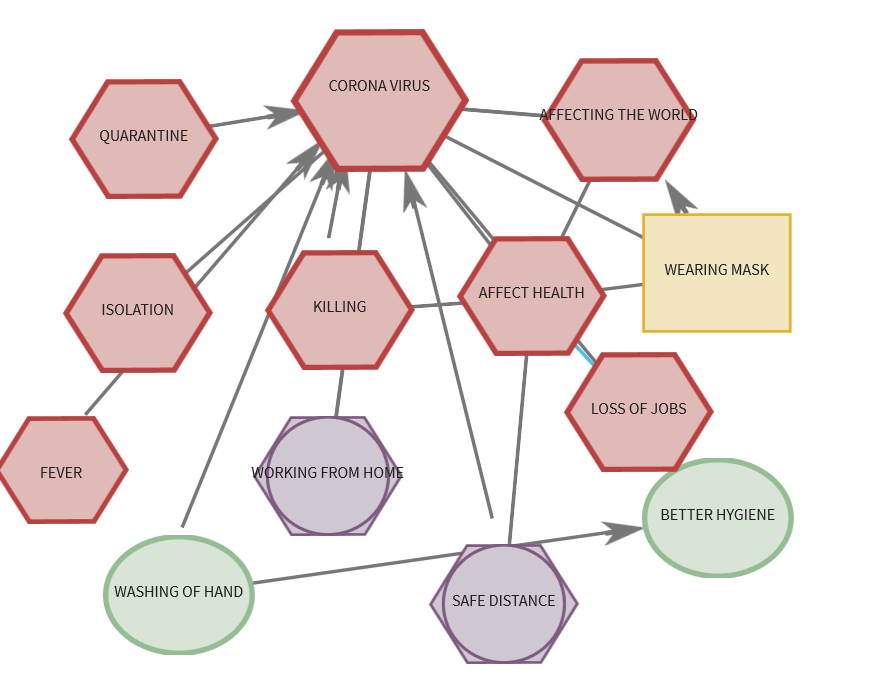 CORONA VIRUS
AFFECTING THE WORLD
QUARANTINE
WEARING MASK
AFFECT HEALTH
KILLING
ISOLATION
LOSS OF JOBS
FEVER
WORKING FROM HOME
BETTER HYGIENE
WASHING OF HAND
SAFE DISTANCE